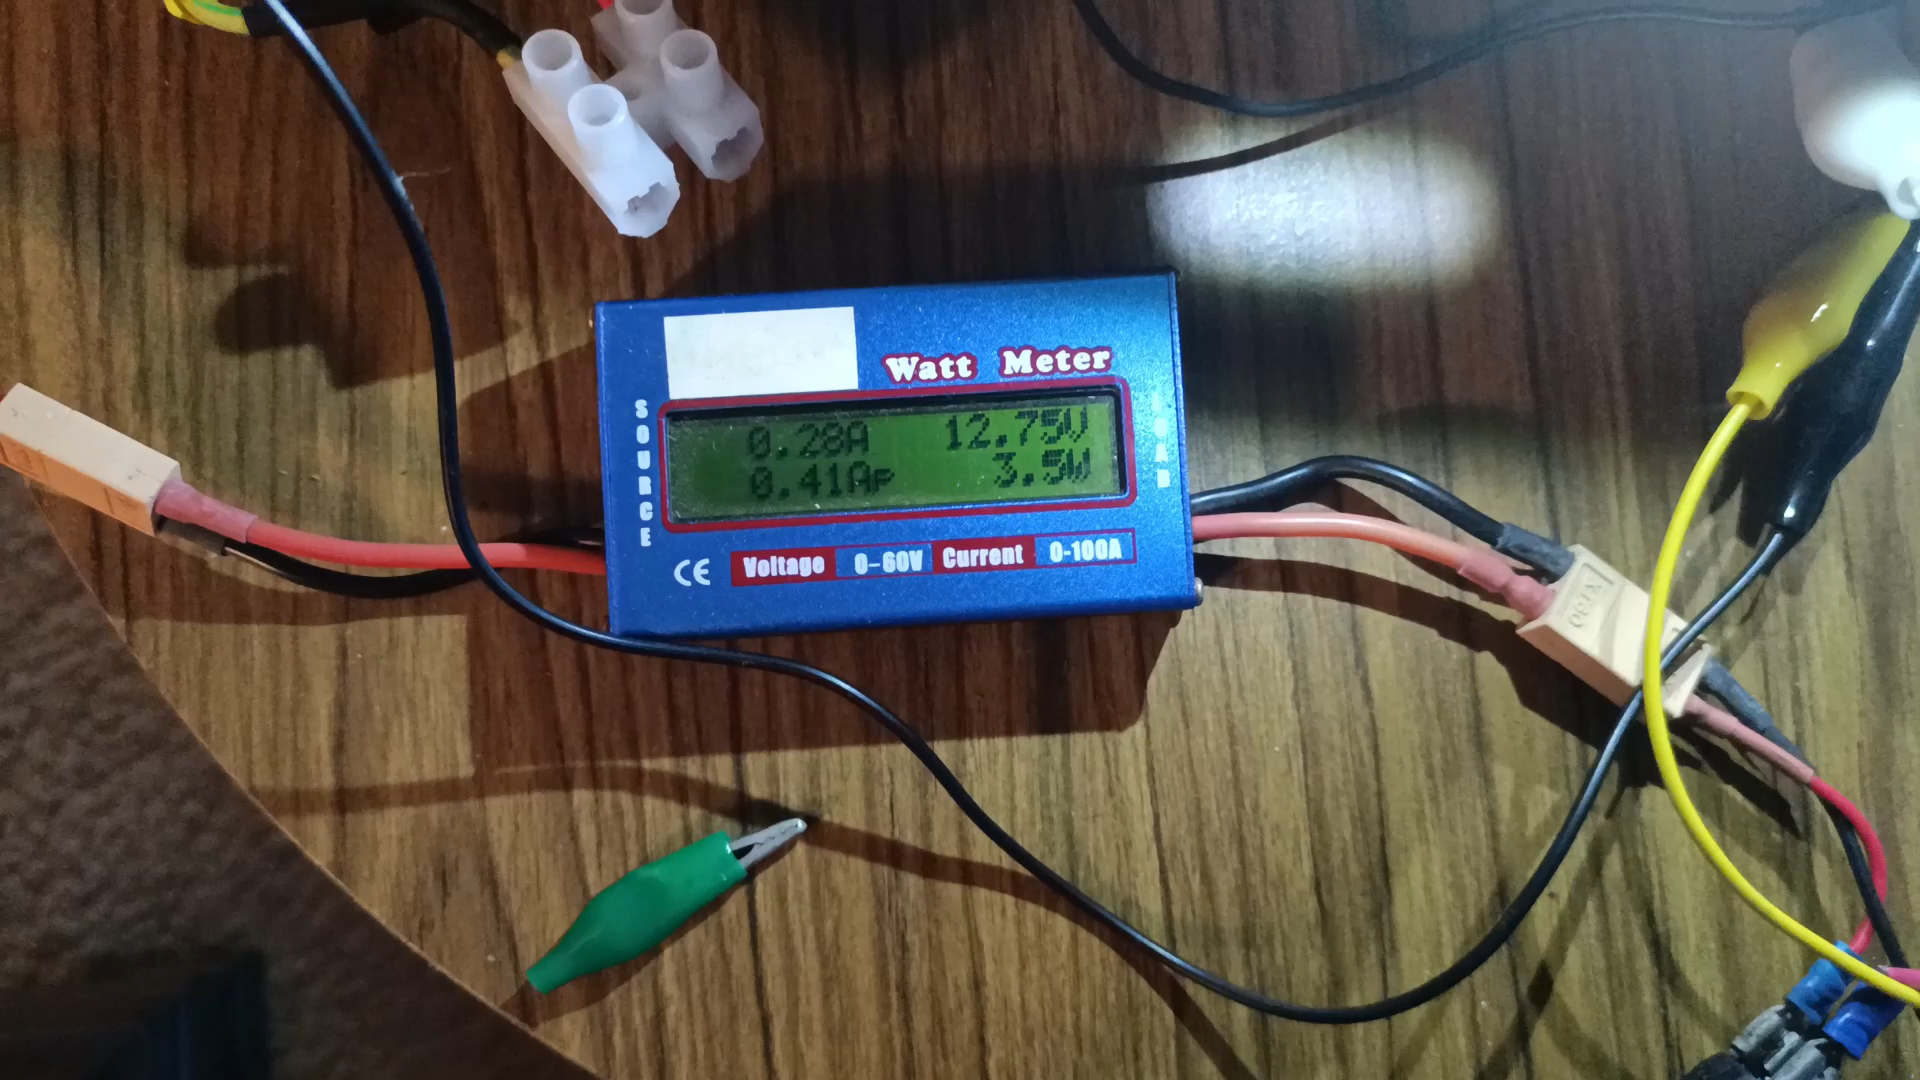 Watt Meter
SOURCE
0.28A 12.75V
0.41Ap 3.5W
LOAD
CE Voltage 0-60V Current 0-100A
XT60